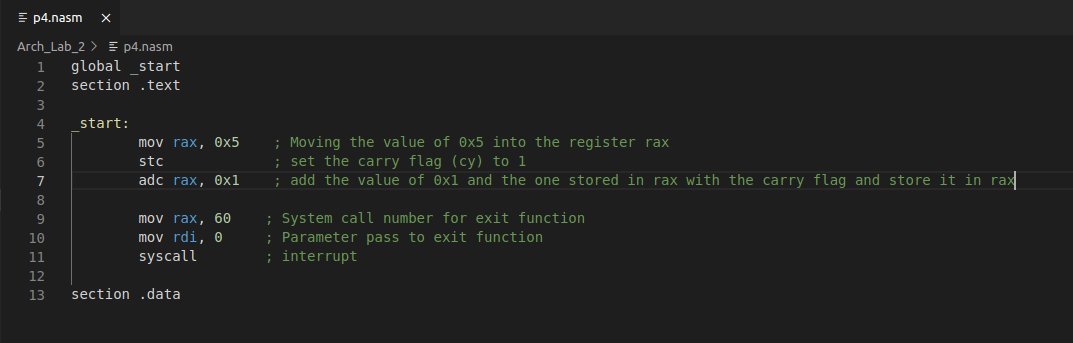 p4.nasm ×
Arch_Lab_2 > p4.nasm
1 global _start
2 section .text
3
4 _start:
5 mov rax, 0x5 ; Moving the value of 0x5 into the register rax
6 stc ; set the carry flag (cy) to 1
7 adc rax, 0x1 ; add the value of 0x1 and the one stored in rax with the carry flag and store it in rax
8
9 mov rax, 60 ; System call number for exit function
10 mov rdi, 0 ; Parameter pass to exit function
11 syscall ; interrupt
12
13 section .data